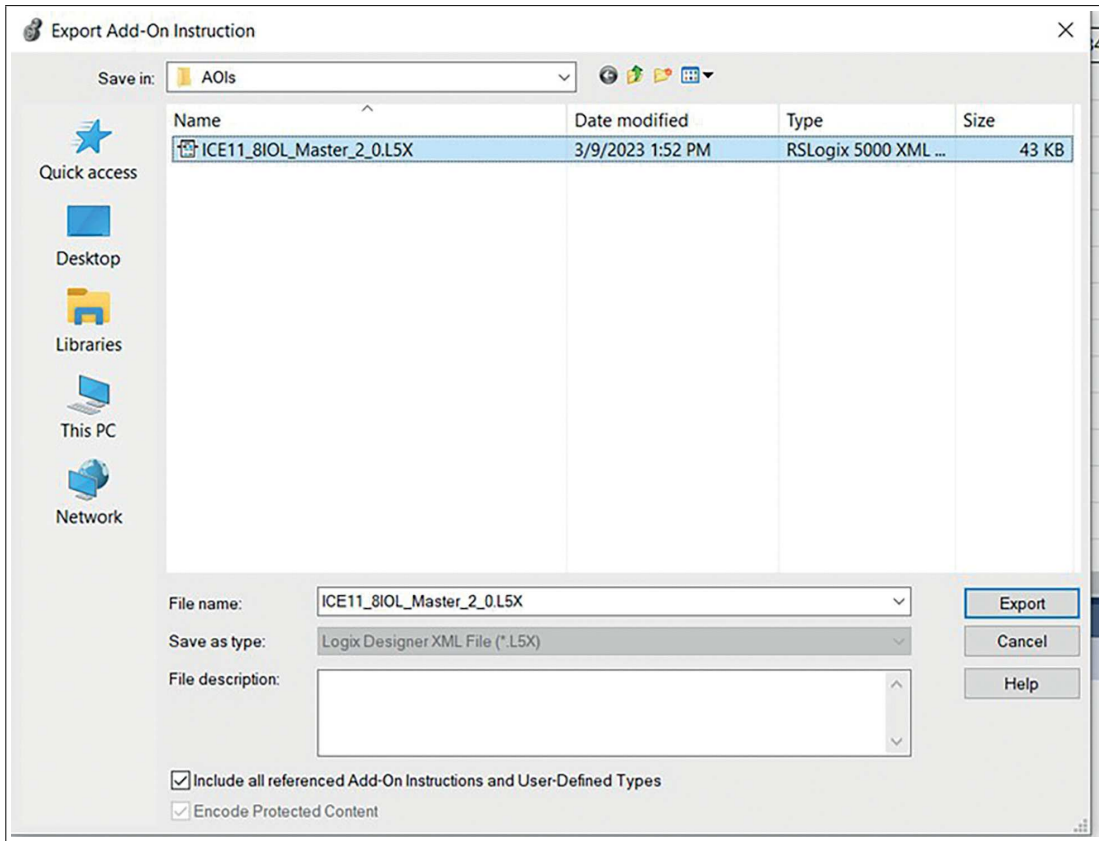 Export Add-On Instruction
Save in: AOIs
Name Date modified Type Size
ICE11_8IOL_Master_2_0.L5X 3/9/2023 1:52 PM RSLogix 5000 XML ... 43 KB
Quick access
Desktop
Libraries
This PC
Network
File name: ICE11_8IOL_Master_2_0.L5X Export
Save as type: Logix Designer XML File (*.L5X) Cancel
File description: Help
Include all referenced Add-On Instructions and User-Defined Types
Encode Protected Content